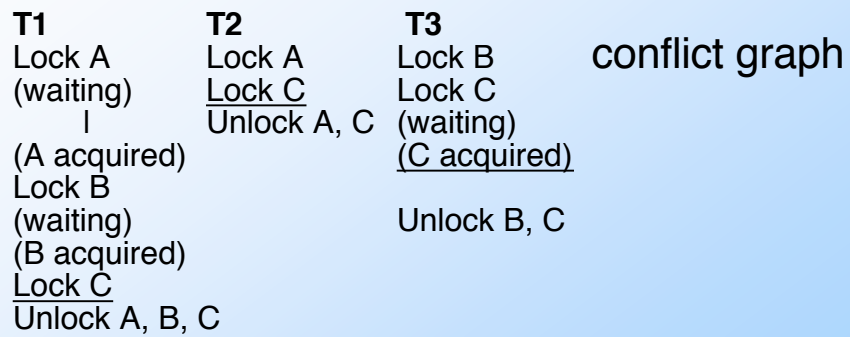 T1 T2 T3
Lock A Lock A Lock B conflict graph
(waiting) Lock C Lock C
| Unlock A, C (waiting)
(A acquired) (C acquired)
Lock B
(waiting) Unlock B, C
(B acquired)
Lock C
Unlock A, B, C